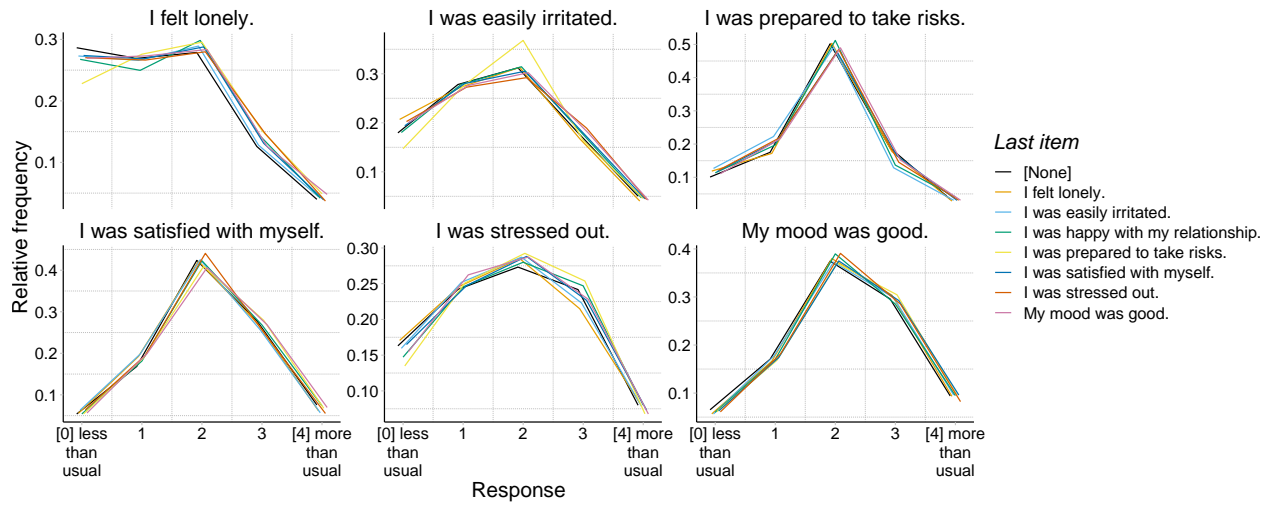 I felt lonely.
I was easily irritated.
I was prepared to take risks.
0.3
0.2
0.1
0.3
0.2
0.1
0.5
0.4
0.3
0.2
0.1
Relative frequency
I was satisfied with myself.
I was stressed out.
My mood was good.
0.4
0.3
0.2
0.1
0.30
0.25
0.20
0.15
0.10
0.4
0.3
0.2
0.1
[0] less than usual
1
2
3
[4] more than usual
[0] less than usual
1
2
3
[4] more than usual
[0] less than usual
1
2
3
[4] more than usual
Response
Last item
[None]
I felt lonely.
I was easily irritated.
I was happy with my relationship.
I was prepared to take risks.
I was satisfied with myself.
I was stressed out.
My mood was good.